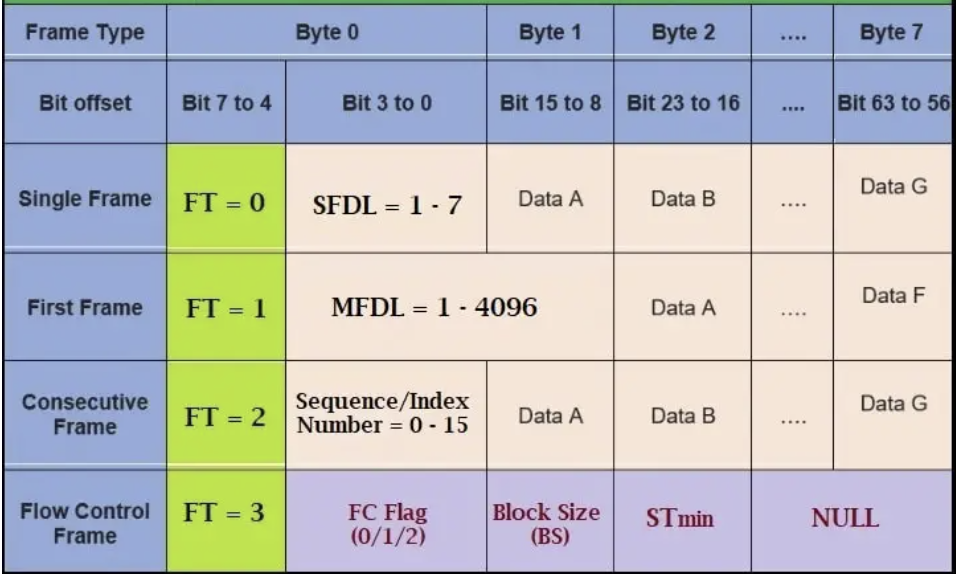 Frame Type Byte 0 Byte 1 Byte 2 .... Byte 7
Bit offset Bit 7 to 4 Bit 3 to 0 Bit 15 to 8 Bit 23 to 16 .... Bit 63 to 56
Single Frame FT = 0 SFDL = 1 - 7 Data A Data B .... Data G
First Frame FT = 1 MFDL = 1 - 4096 Data A .... Data F
Consecutive
Frame
FT = 2
Sequence/Index
Number = 0 - 15
Data A Data B .... Data G
Flow Control
Frame
FT = 3
FC Flag
(0/1/2)
Block Size
(BS)
STmin
NULL